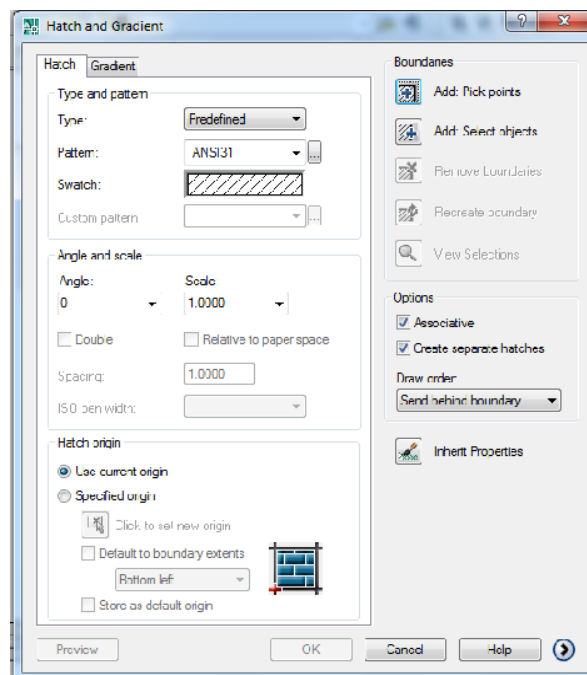 Hatch and Gradient
?
X
Hatch
Gradient
Type and pattern
Type:
Predefined
Pattern:
ANSI31
...
Swatch:
Custom pattern
...
Angle and scale
Angle:
Scale
0
1.0000
Double
Relative to paper space
Spacing:
1.0000
ISO pen width:
Hatch origin
Use current origin
Specified origin
Click to set new origin
Default to boundary extents
Bottom left
Store as default origin
Boundaries
Add: Pick points
Add: Select objects
Remove boundaries
Recreate boundary
View Selections
Options
Associative
Create separate hatches
Draw order:
Send behind boundary
Inherit Properties
Preview
OK
Cancel
Help